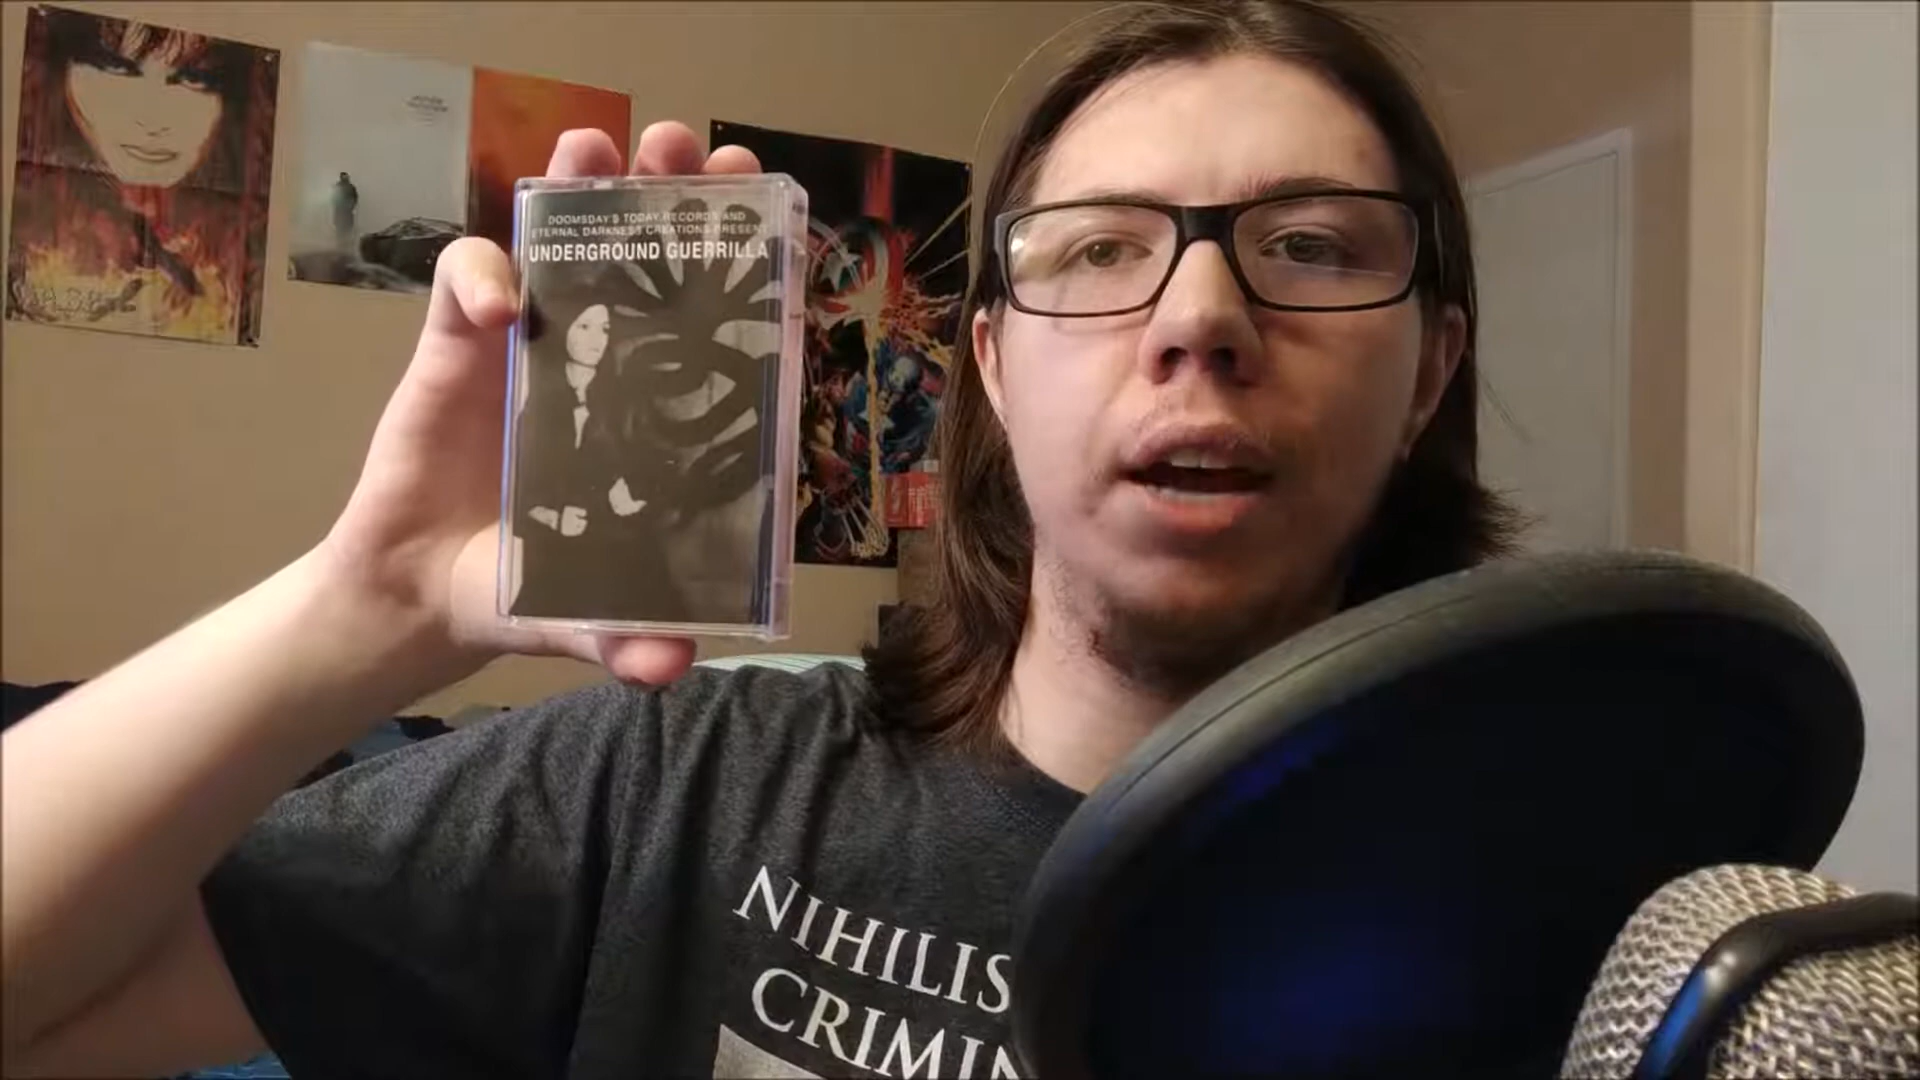 DOOMSDAY'S TODAY RECORDS AND
ETERNAL DARKNESS CREATIONS PRESENT
UNDERGROUND GUERRILLA
NIHILIS
CRIMIN